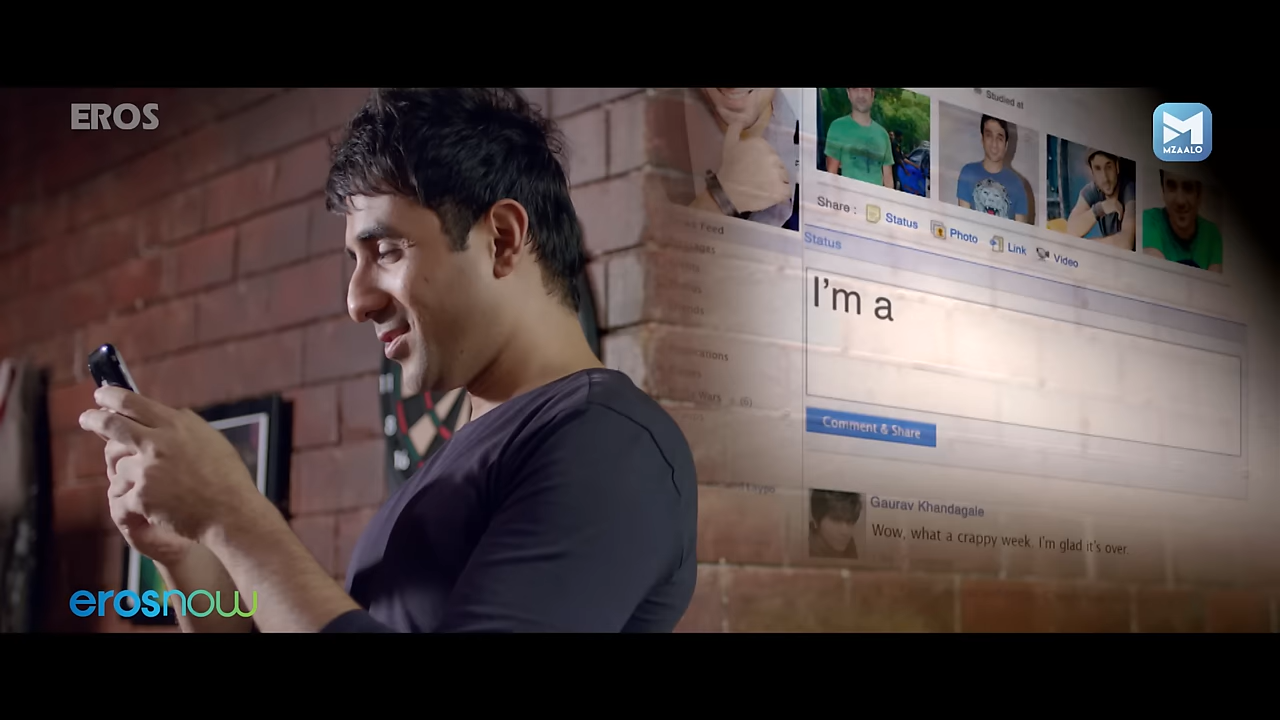 EROS
MZAALO
Studied at
Share : Status Photo Link Video
Feed
Status
I'm a
Comment & Share
Gaurav Khandagale
Wow, what a crappy week. I'm glad it's over.
erosnow